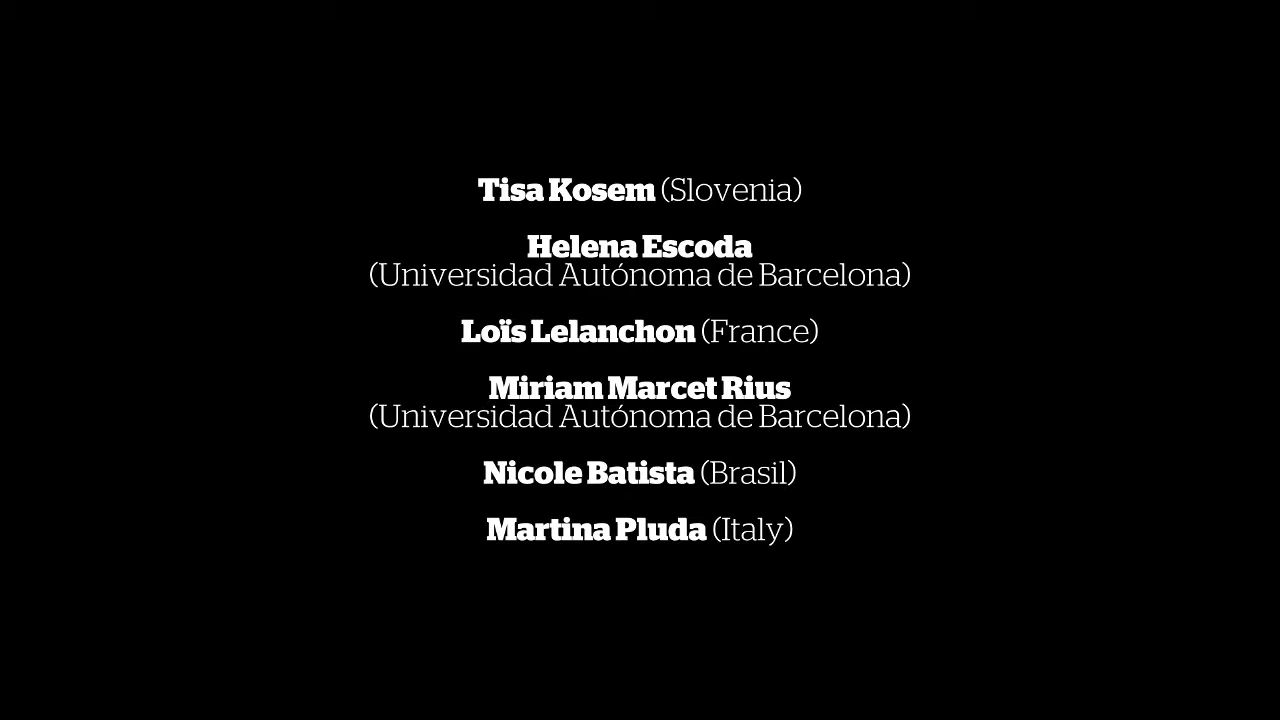 Tisa Kosem (Slovenia)
Helena Escoda
(Universidad Autónoma de Barcelona)
Loïs Lelanchon (France)
Miriam Marcet Rius
(Universidad Autónoma de Barcelona)
Nicole Batista (Brasil)
Martina Pluda (Italy)